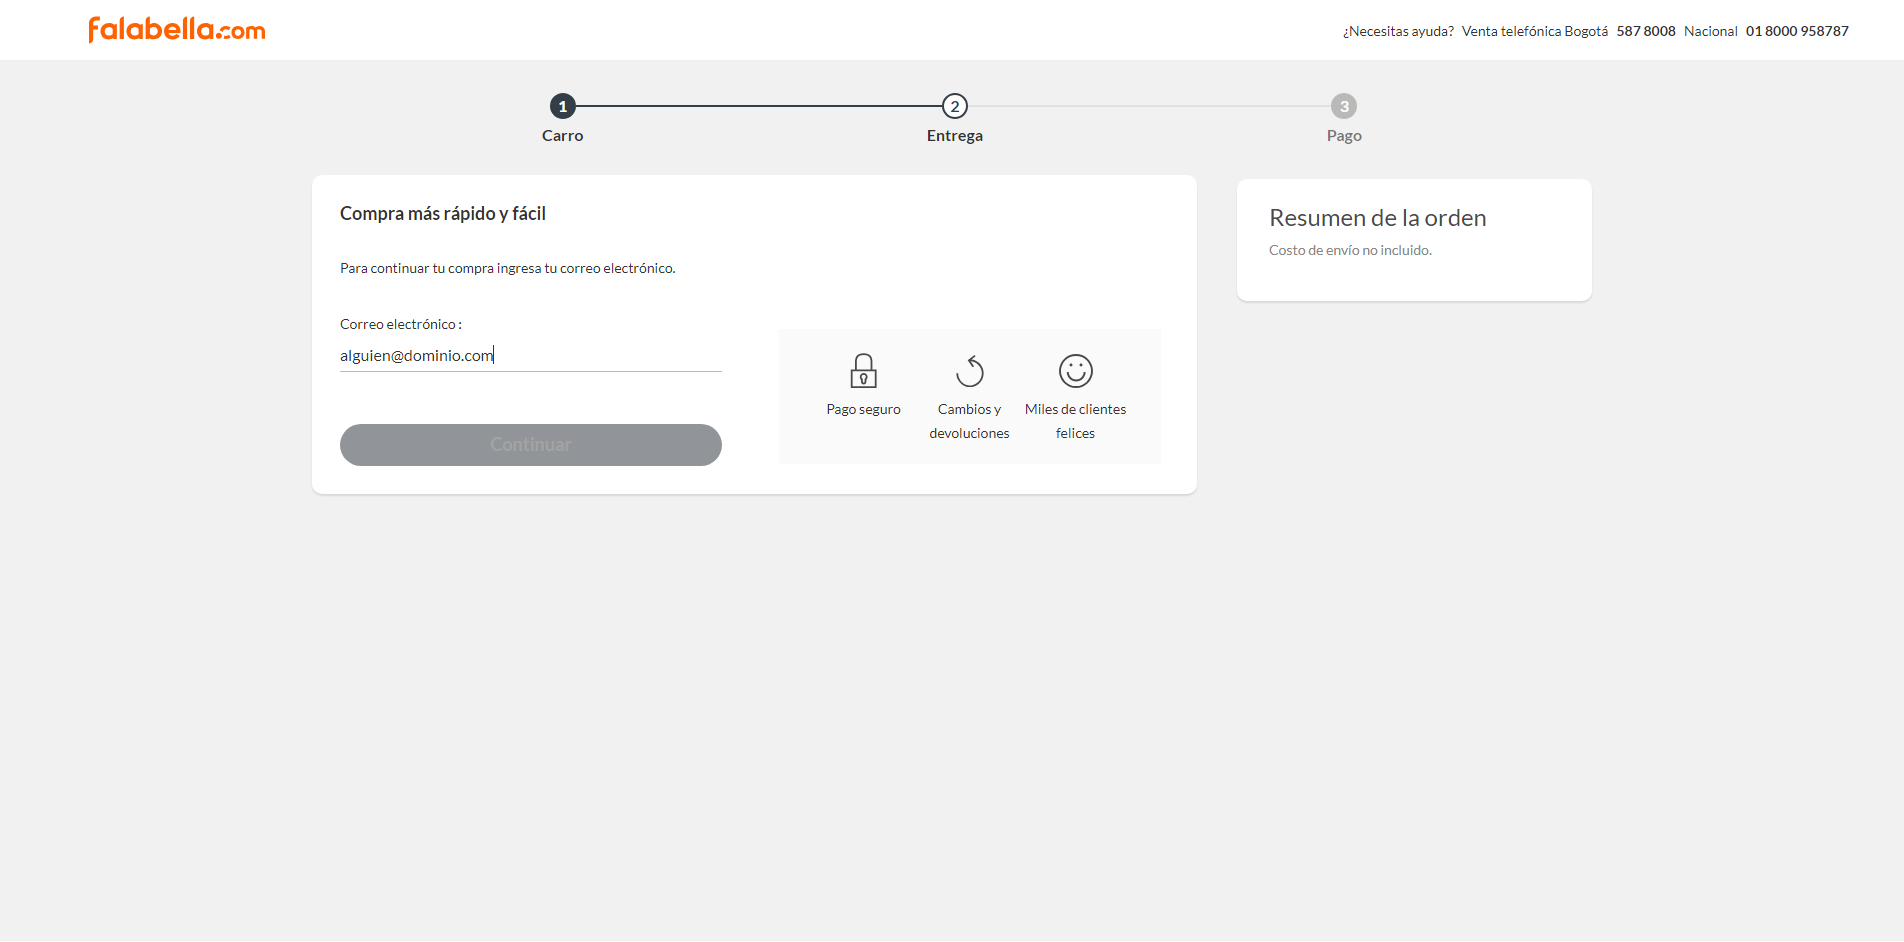 falabella.com
¿Necesitas ayuda? Venta telefónica Bogotá 587 8008 Nacional 01 8000 958787
1
2
3
Carro
Entrega
Pago
Compra más rápido y fácil
Para continuar tu compra ingresa tu correo electrónico.
Correo electrónico :
alguien@dominio.com
Continuar
Pago seguro
Cambios y
devoluciones
Miles de clientes
felices
Resumen de la orden
Costo de envío no incluido.